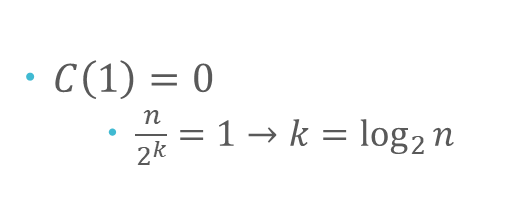 • C(1) = 0
• n/2^k = 1 → k = log₂ n